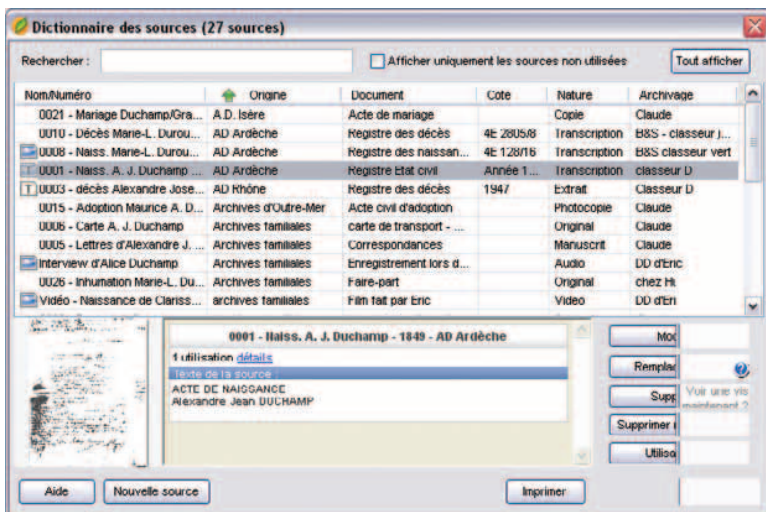 Dictionnaire des sources (27 sources)
Rechercher : Afficher uniquement les sources non utilisées Tout afficher
Nom/Numéro Origine Document Cote Nature Archivage
0021 - Mariage Duchamp/Gra... A.D. Isère Acte de mariage Copie Claude
0010 - Décès Marie-L. Durou... AD Ardèche Registre des décès 4E 2805/8 Transcription B&S - classeur j...
0008 - Naiss. Marie-L. Durou... AD Ardèche Registre des naissan... 4E 128/16 Transcription B&S classeur vert
0001 - Naiss. A. J. Duchamp ... AD Ardèche Registre Etat civil Année 1... Transcription classeur D
T 0003 - décès Alexandre Jose... AD Rhône Registre des décès 1947 Extrait Classeur D
0015 - Adoption Maurice A. D... Archives d'Outre-Mer Acte civil d'adoption Photocopie Claude
0006 - Carte A. J. Duchamp Archives familiales carte de transport - ... Original Claude
0005 - Lettres d'Alexandre J. ... Archives familiales Correspondances Manuscrit Claude
Interview d'Alice Duchamp Archives familiales Enregistrement lors d... Audio DD d'Eric
0026 - Inhumation Marie-L. Du... Archives familiales Faire-part Original chez H
Vidéo - Naissance de Clariss... archives familiales Film fait par Eric Video DD d'Eri
0001 - Naiss. A. J. Duchamp - 1849 - AD Ardèche
1 utilisation détails
Texte de la source :
ACTE DE NAISSANCE
Alexandre Jean DUCHAMP
Mod
Remplac
Supp
Voir une vis
maintenant ?
Supprimer
Utilisa
Aide Nouvelle source Imprimer